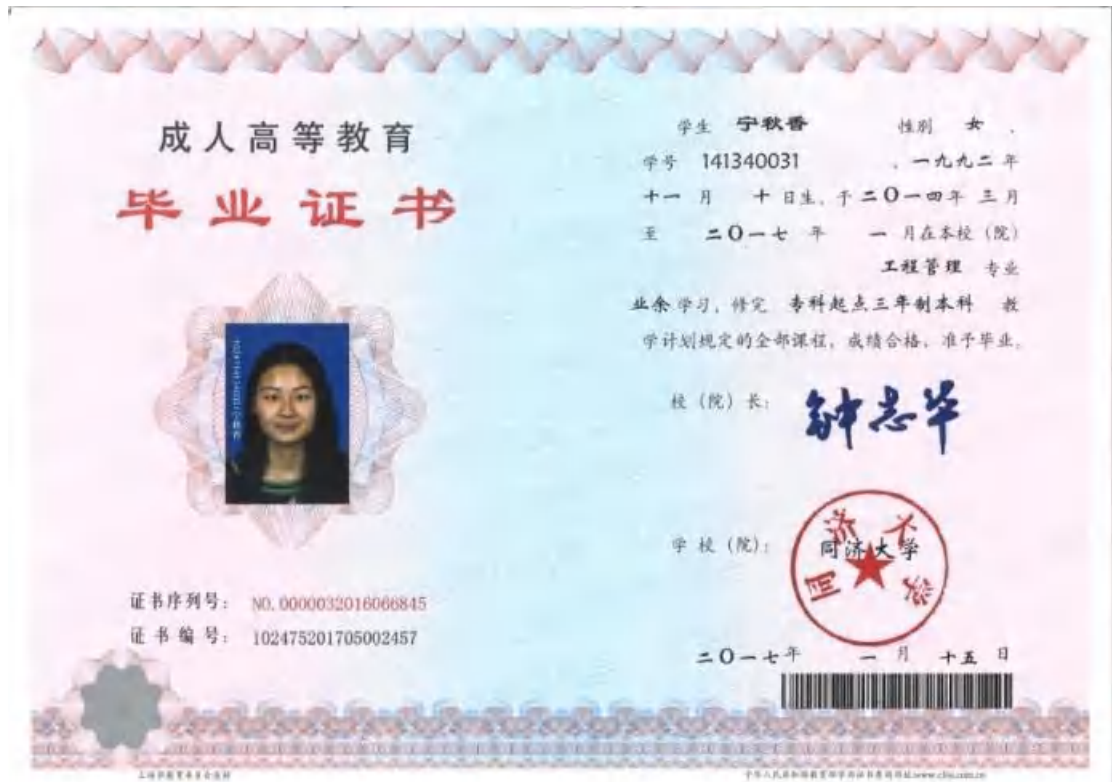 成人高等教育
毕业证书
证书序列号: NO. 0000032016066845
证书编号: 102475201705002457
学生 宁秋香 性别 女 、
学号 141340031 、一九九二 年
十一 月 十 日生、于 二〇一四年 三月
至 二〇一七 年 一 月在本校 (院)
工程管理 专业
业余 学习, 修完 专科起点三年制本科 教
学计划规定的全部课程, 成绩合格, 准予毕业。
校 (院) 长:
钟志华
学校 (院): 同济大学
同济大学
二〇一七年 一 月 十五 日